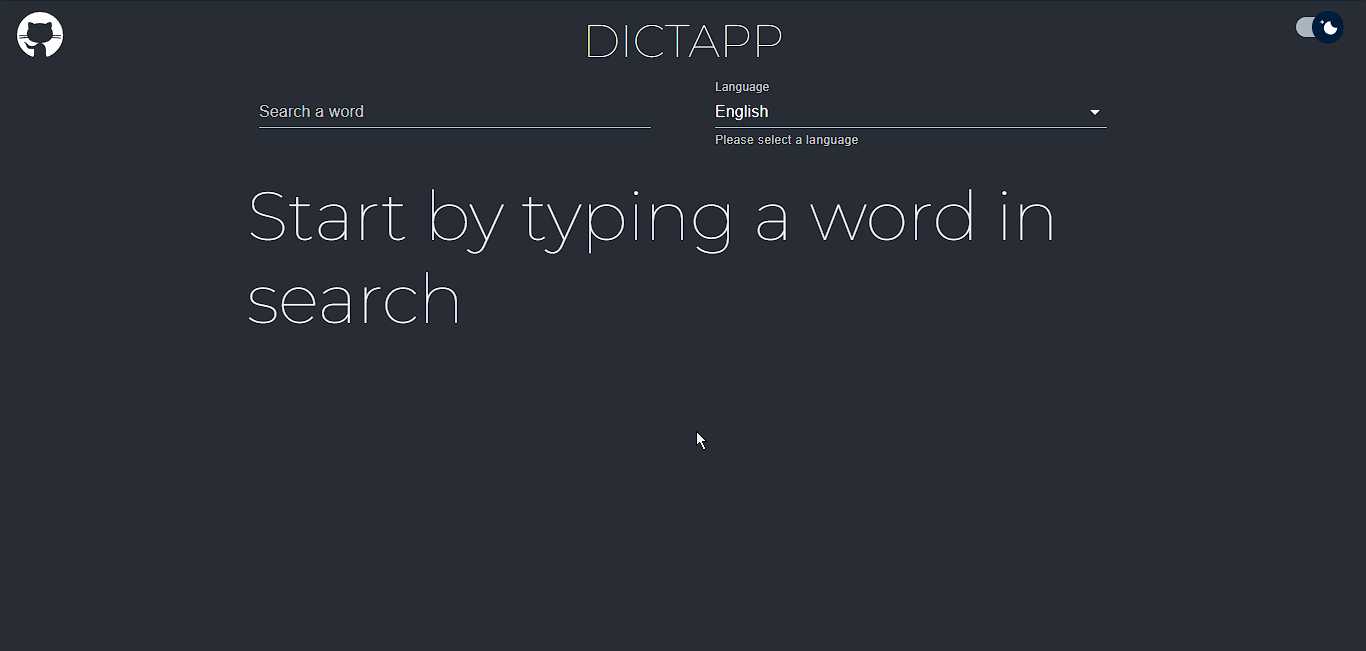 DICTAPP
Language
Search a word
English
Please select a language
Start by typing a word in
search